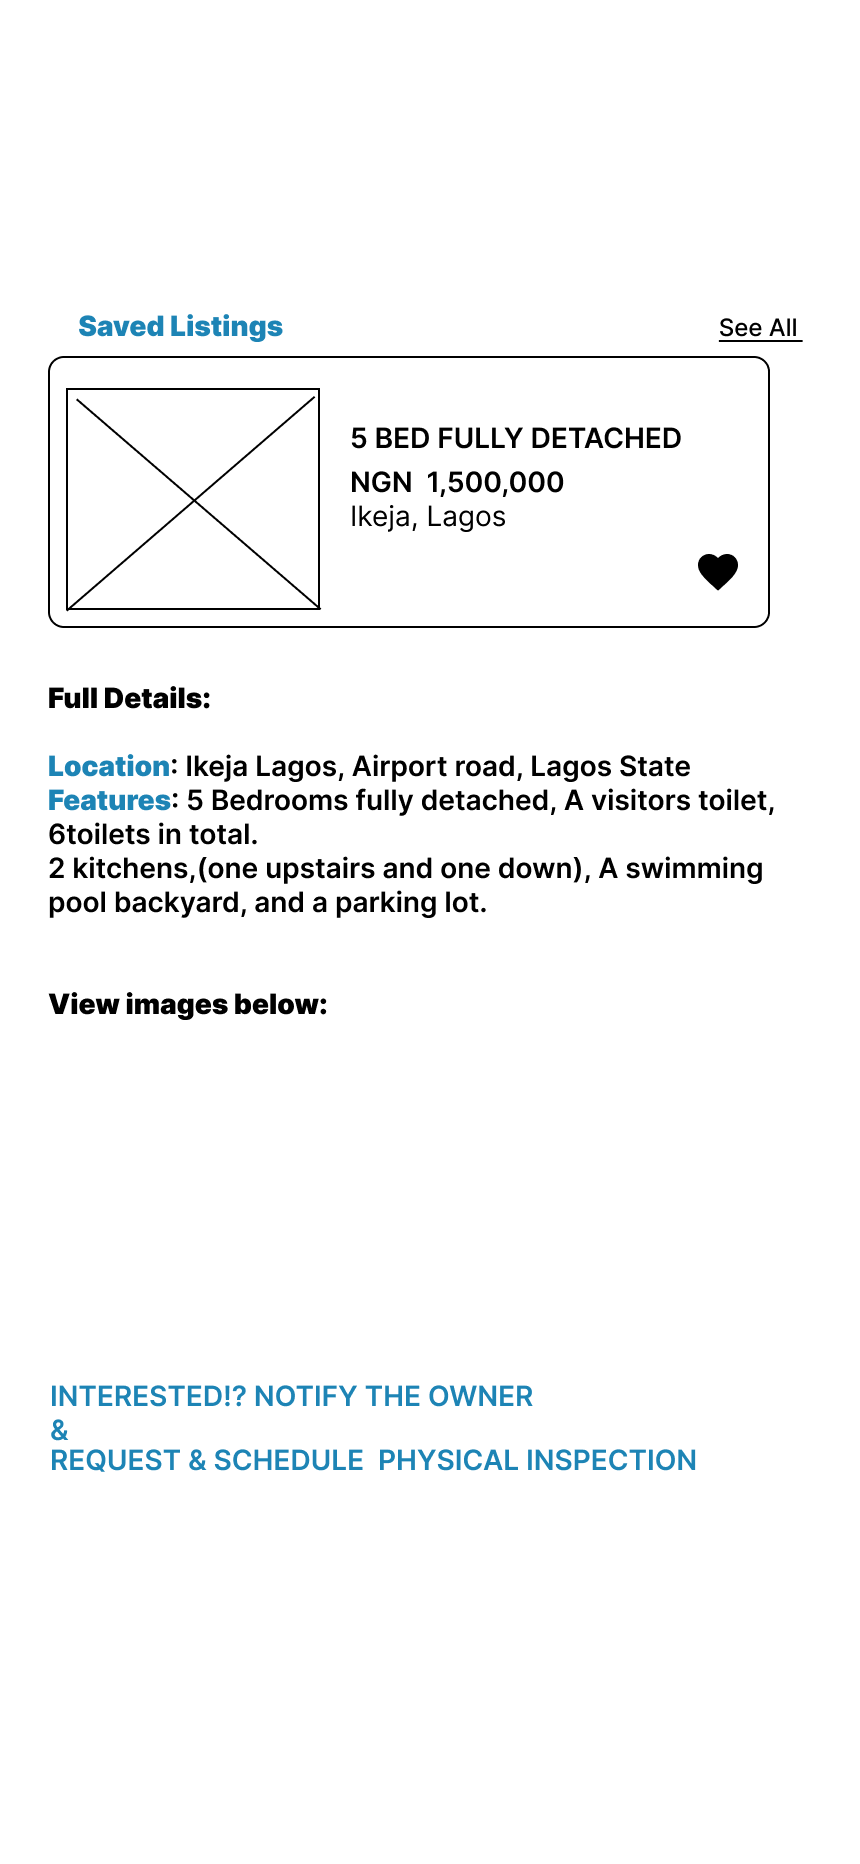 Saved Listings
See All
5 BED FULLY DETACHED
NGN  1,500,000
Ikeja, Lagos
Full Details:
Location: Ikeja Lagos, Airport road, Lagos State
Features: 5 Bedrooms fully detached, A visitors toilet,
6toilets in total.
2 kitchens,(one upstairs and one down), A swimming
pool backyard, and a parking lot.
View images below:
INTERESTED!? NOTIFY THE OWNER
&
REQUEST & SCHEDULE  PHYSICAL INSPECTION